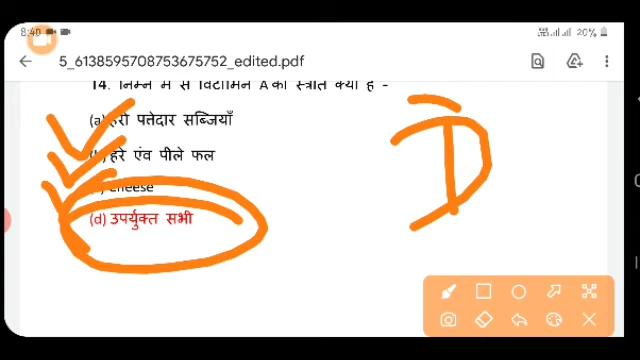 8:40
20%
5_6138595708753675752_edited.pdf
14. निम्न में से विटामिन A का स्त्रोत क्या है -
(a) हरी पतेदार सब्जियाँ
हरे एंव पीले फल
cheese
(d) उपर्युक्त सभी
D